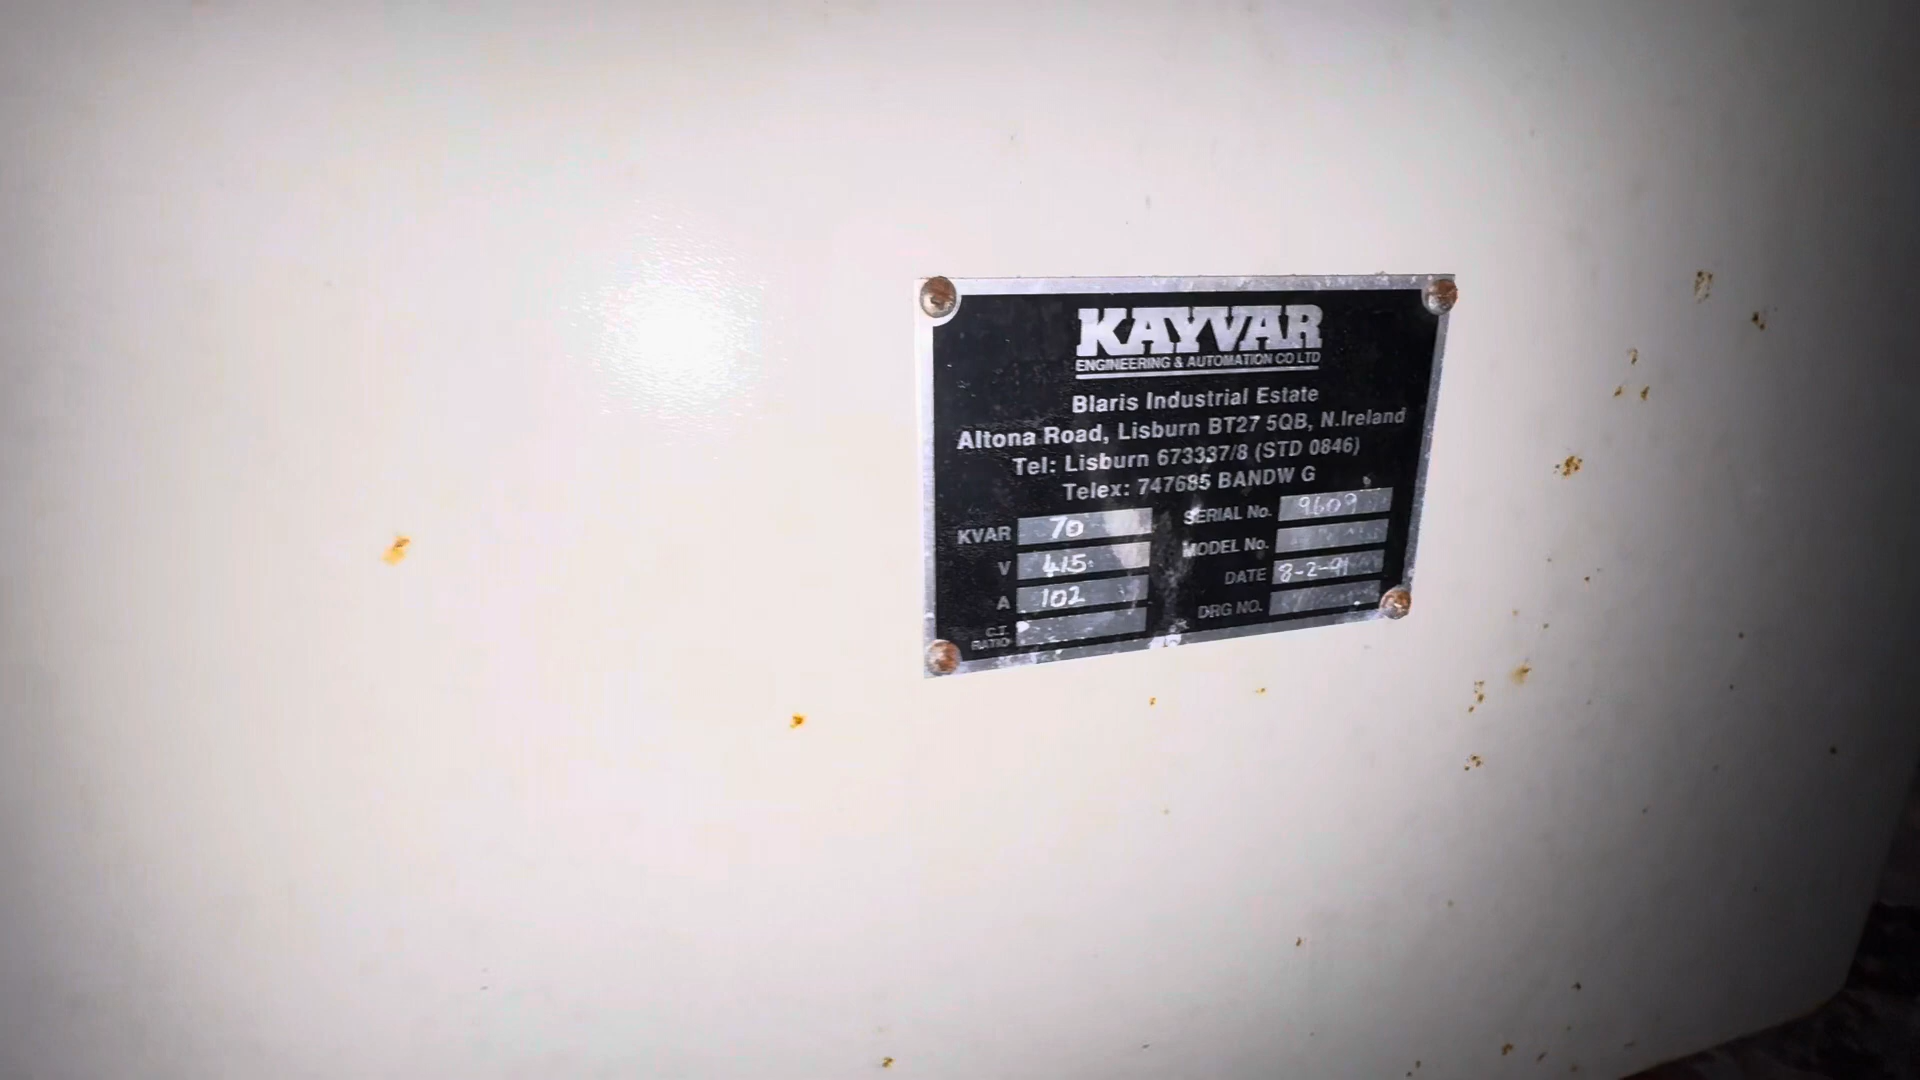 KAYVAR
ENGINEERING & AUTOMATION CO LTD
Blaris Industrial Estate
Altona Road, Lisburn BT27 5QB, N.Ireland
Tel: Lisburn 673337/8 (STD 0846)
Telex: 747685 BANDW G
KVAR 70
V 415
A 102
C.T. RATIO
SERIAL No. 9609
MODEL No.
DATE 8-2-91
DRG NO.